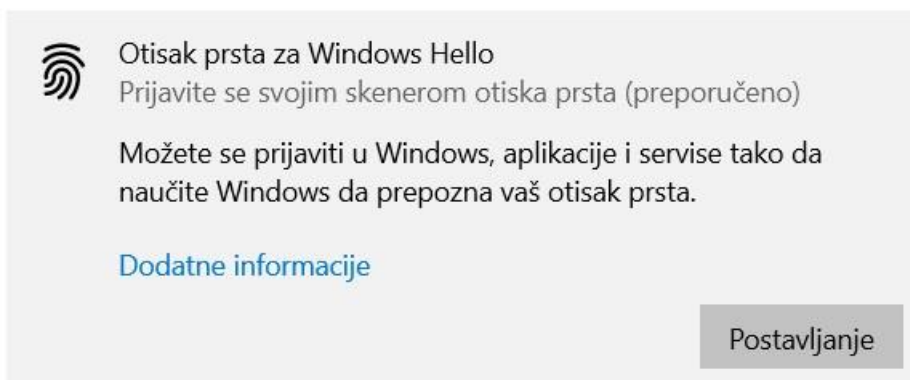 Otisak prsta za Windows Hello
Prijavite se svojim skenerom otiska prsta (preporučeno)
Možete se prijaviti u Windows, aplikacije i servise tako da
naučite Windows da prepozna vaš otisak prsta.
Dodatne informacije
Postavljanje